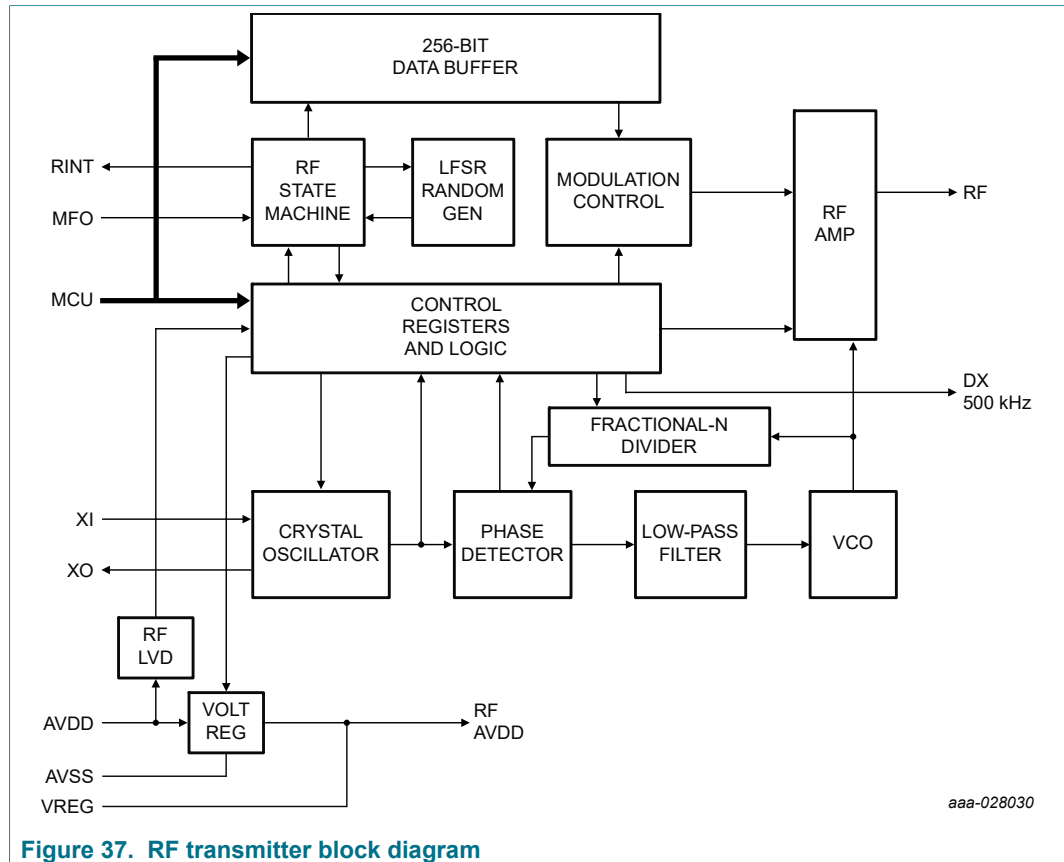 256-BIT
DATA BUFFER
RINT
RF
STATE
MACHINE
LFSR
RANDOM
GEN
MODULATION
CONTROL
RF
AMP
RF
MFO
MCU
CONTROL
REGISTERS
AND LOGIC
DX
500 kHz
FRACTIONAL-N
DIVIDER
XI
XO
CRYSTAL
OSCILLATOR
PHASE
DETECTOR
LOW-PASS
FILTER
VCO
RF
LVD
AVDD
VOLT
REG
RF
AVDD
AVSS
VREG
aaa-028030
Figure 37. RF transmitter block diagram